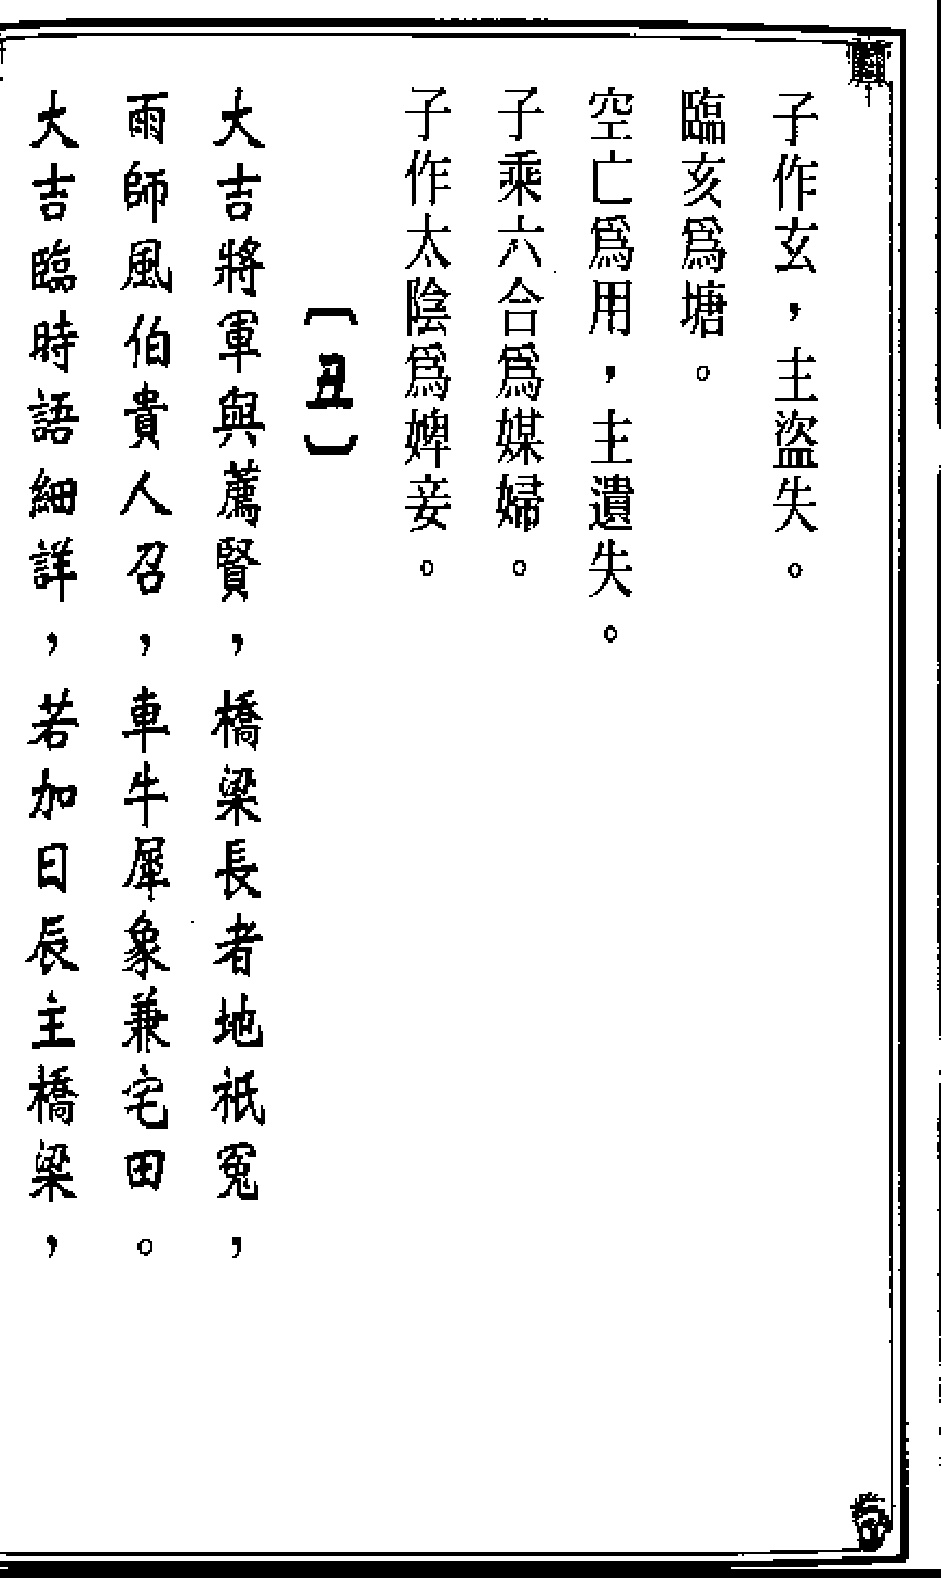 子作玄，主盜失。
臨亥爲塘。
空亡爲用，主遺失。
子乘六合爲媒婦。
子作太陰爲婢妾。
〔丑〕
大吉將軍與薦賢，橋梁長者地祇冤，
雨師風伯貴人召，車牛犀象兼宅田。
大吉臨時語細詳，若加日辰主橋梁，